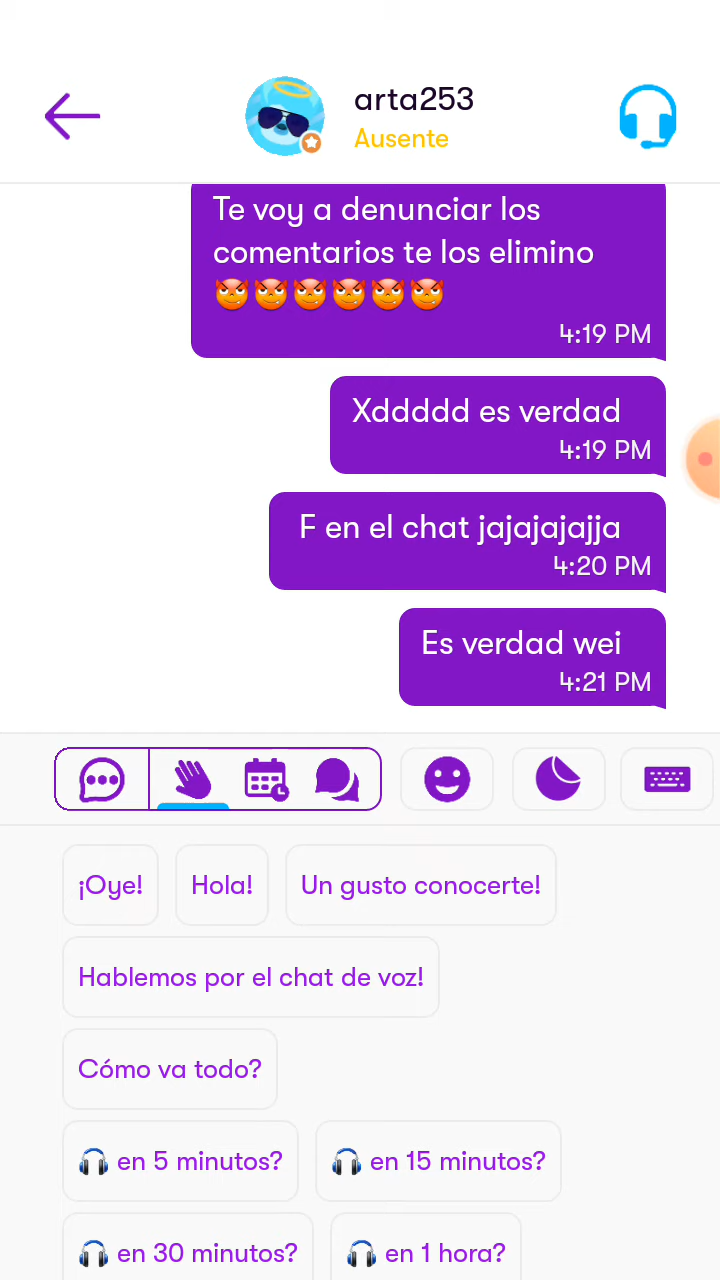 arta253
Ausente
Te voy a denunciar los
comentarios te los elimino
😈😈😈😈😈😈
4:19 PM
Xddddd es verdad
4:19 PM
F en el chat jajajajajja
4:20 PM
Es verdad wei
4:21 PM
¡Oye! Hola! Un gusto conocerte!
Hablemos por el chat de voz!
Cómo va todo?
🎧 en 5 minutos? 🎧 en 15 minutos?
🎧 en 30 minutos? 🎧 en 1 hora?